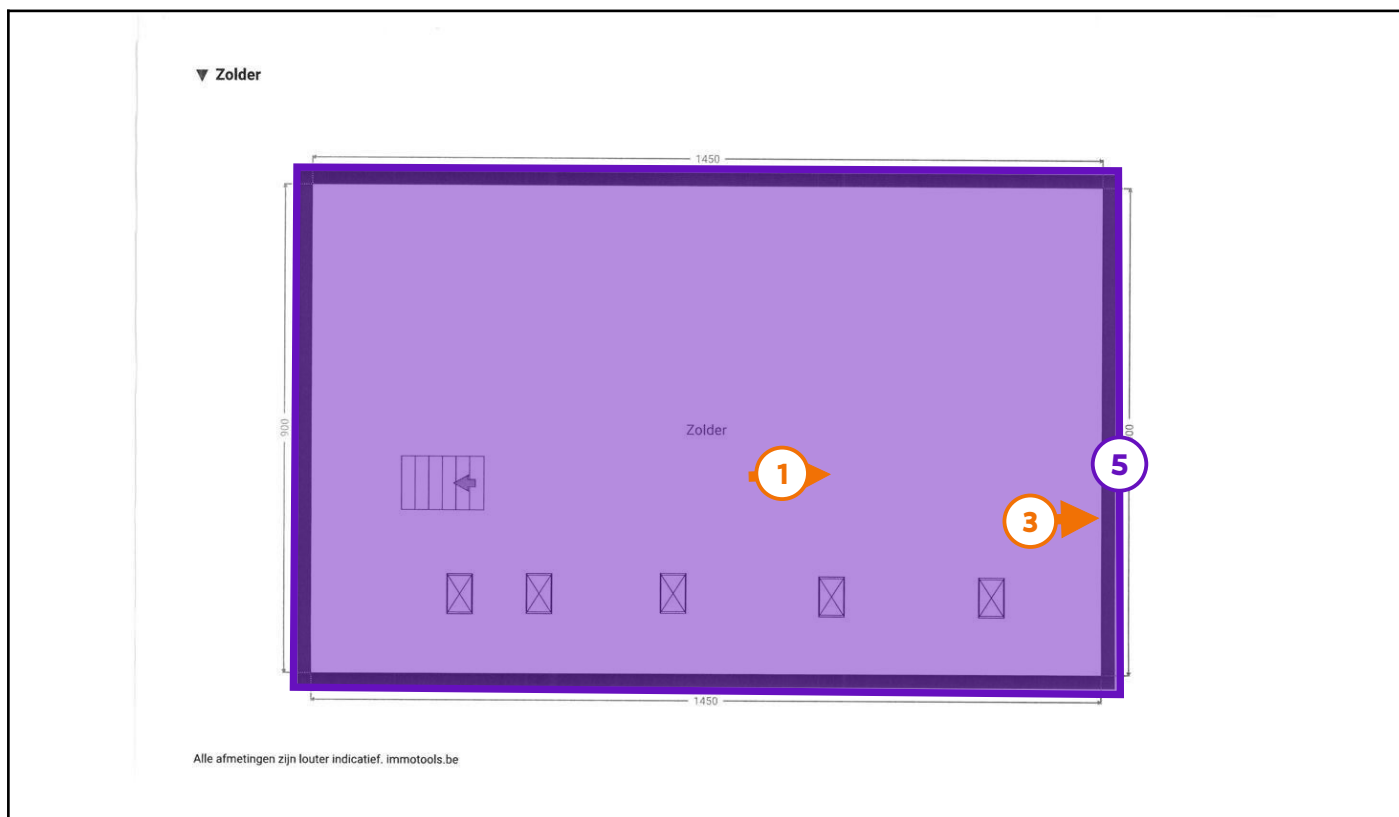 ▼ Zolder
1450
900
Zolder
1
5
3
1450
Alle afmetingen zijn louter indicatief. immotools.be